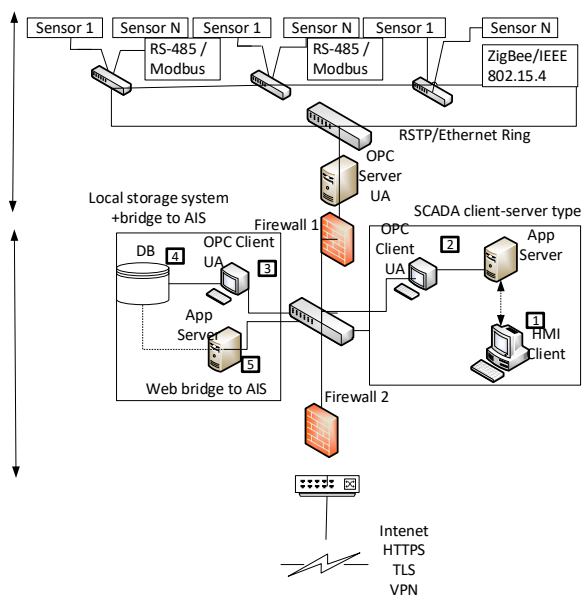 Sensor 1
Sensor N
Sensor 1
Sensor N
Sensor 1
Sensor N
RS-485 /
Modbus
RS-485 /
Modbus
ZigBee/IEEE
802.15.4
RSTP/Ethernet Ring
OPC
Server
UA
Local storage system
+bridge to AIS
Firewall 1
SCADA client-server type
DB
4
OPC Client
UA
3
OPC
Client
UA
2
App
Server
App
Server
5
1
HMI
Client
Web bridge to AIS
Firewall 2
Intenet
HTTPS
TLS
VPN